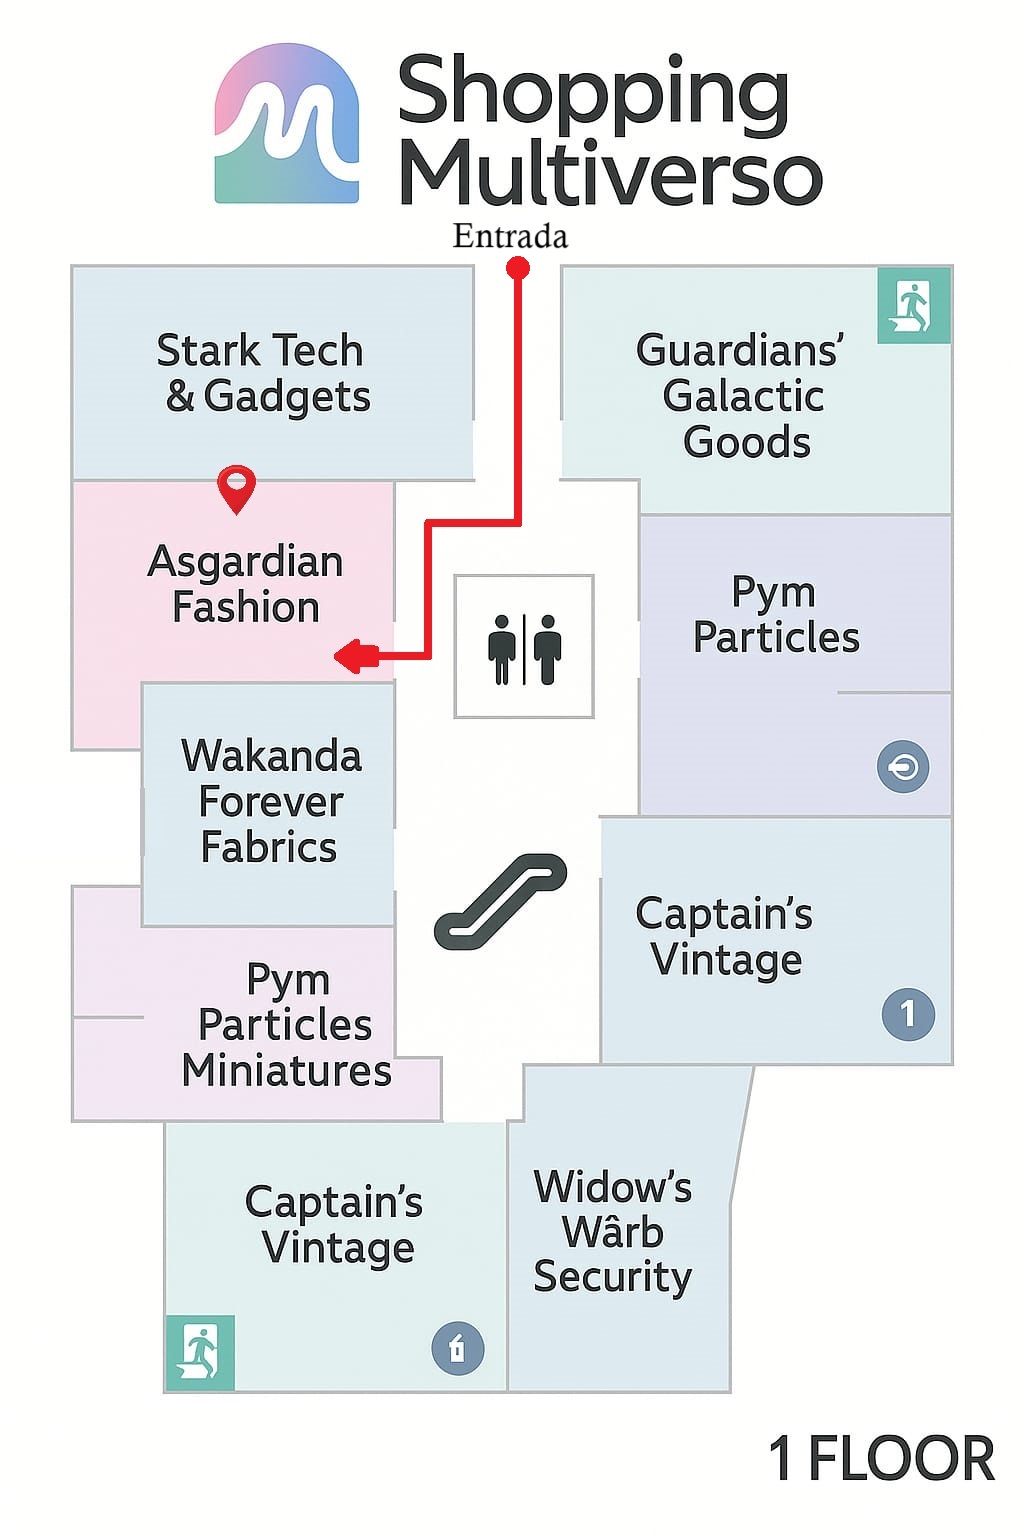 Shopping
Multiverso
Entrada
Stark Tech
& Gadgets
Guardians'
Galactic
Goods
Asgardian
Fashion
Pym
Particles
Wakanda
Forever
Fabrics
Captain's
Vintage
1
Pym
Particles
Miniatures
Captain's
Vintage
Widow's
Wârb
Security
1 FLOOR